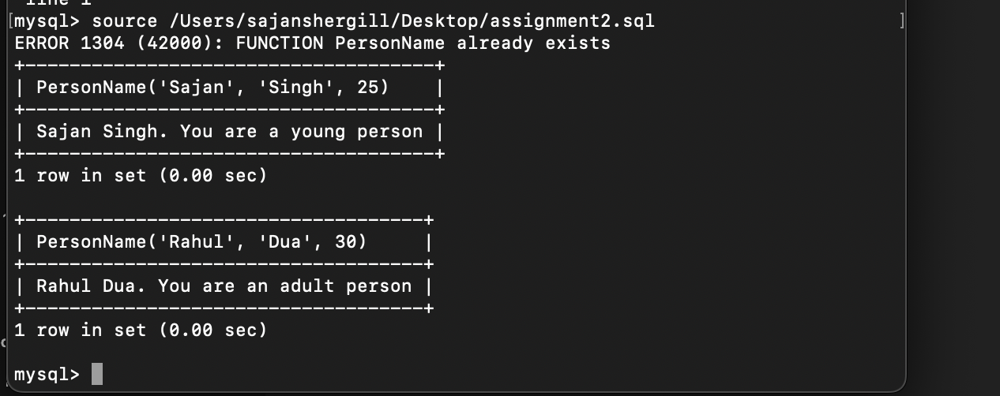 line 1
[mysql> source /Users/sajanshergill/Desktop/assignment2.sql ]
ERROR 1304 (42000): FUNCTION PersonName already exists
+-------------------------------------+
| PersonName('Sajan', 'Singh', 25)    |
+-------------------------------------+
| Sajan Singh. You are a young person |
+-------------------------------------+
1 row in set (0.00 sec)
+------------------------------------+
| PersonName('Rahul', 'Dua', 30)     |
+------------------------------------+
| Rahul Dua. You are an adult person |
+------------------------------------+
1 row in set (0.00 sec)
mysql>